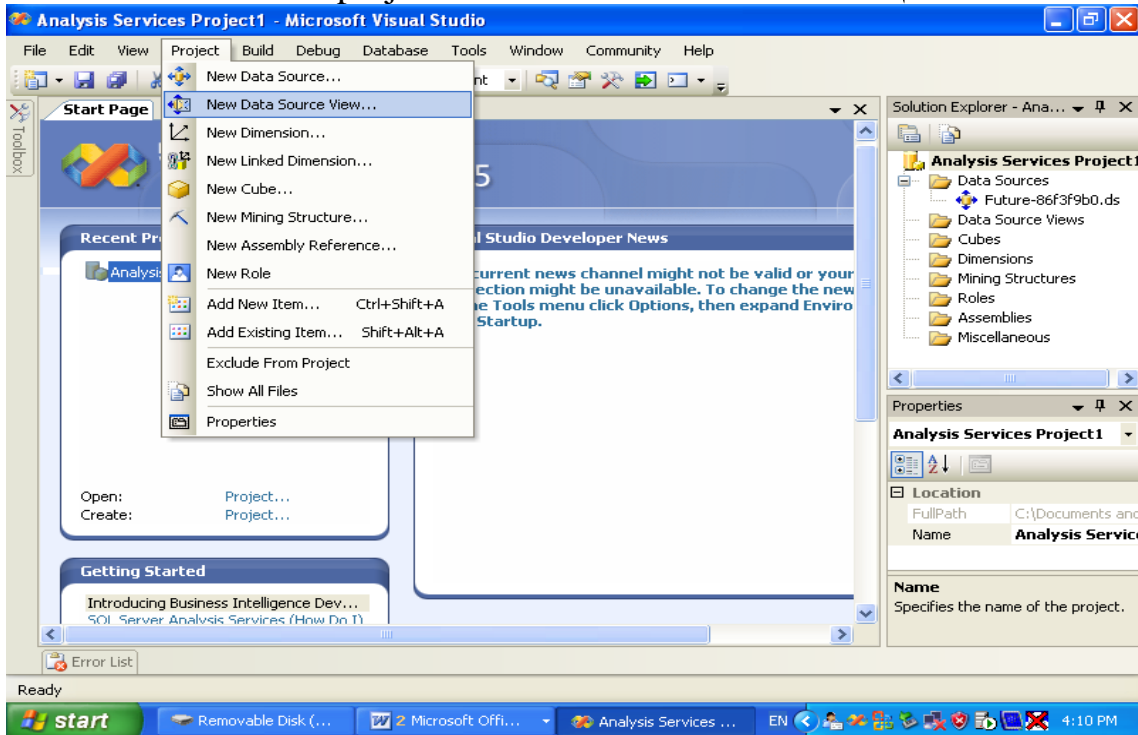 Analysis Services Project1 - Microsoft Visual Studio
File Edit View Project Build Debug Database Tools Window Community Help
New Data Source...
New Data Source View...
New Dimension...
New Linked Dimension...
New Cube...
New Mining Structure...
New Assembly Reference...
New Role
Add New Item... Ctrl+Shift+A
Add Existing Item... Shift+Alt+A
Exclude From Project
Show All Files
Properties
Toolbox
Start Page
5
Recent Pr
Analysi
l Studio Developer News
current news channel might not be valid or your
ection might be unavailable. To change the new
e Tools menu click Options, then expand Enviro
Startup.
Open: Project...
Create: Project...
Getting Started
Introducing Business Intelligence Dev...
SQL Server Analysis Services (How Do I)
Solution Explorer - Ana...
Analysis Services Project1
Data Sources
Future-86f3f9b0.ds
Data Source Views
Cubes
Dimensions
Mining Structures
Roles
Assemblies
Miscellaneous
Properties
Analysis Services Project1
Location
FullPath C:\Documents and
Name Analysis Service
Name
Specifies the name of the project.
Error List
Ready
start Removable Disk (... 2 Microsoft Offi... Analysis Services ... EN 4:10 PM